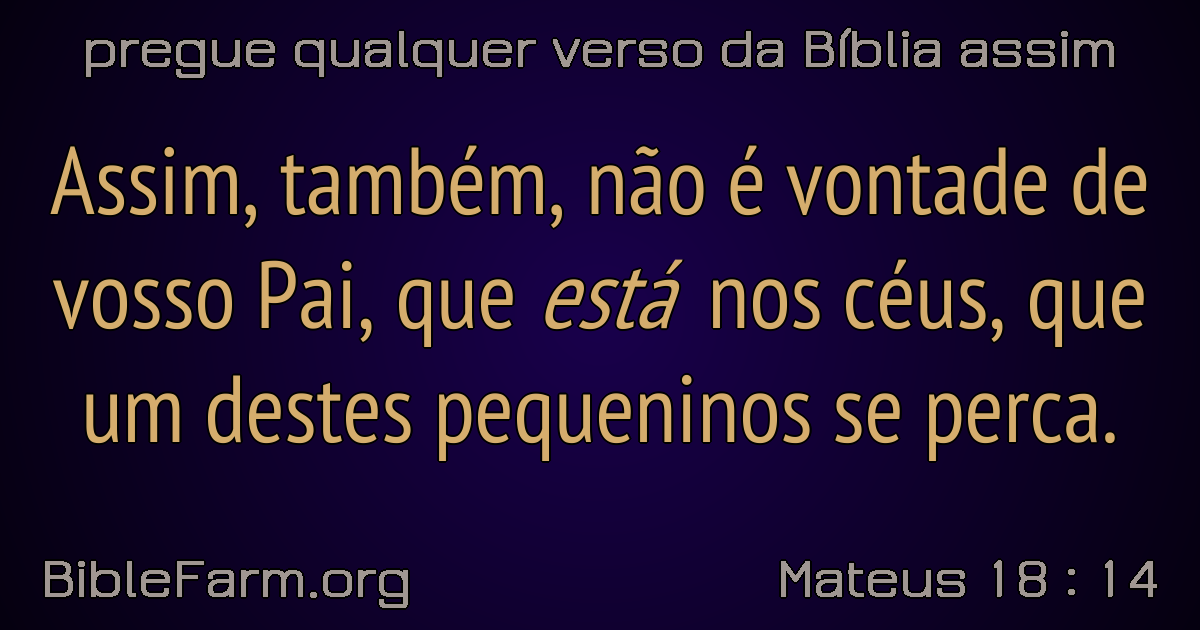 pregue qualquer verso da Bíblia assim
Assim, também, não é vontade de
vosso Pai, que está nos céus, que
um destes pequeninos se perca.
BibleFarm.org
Mateus 18 : 14